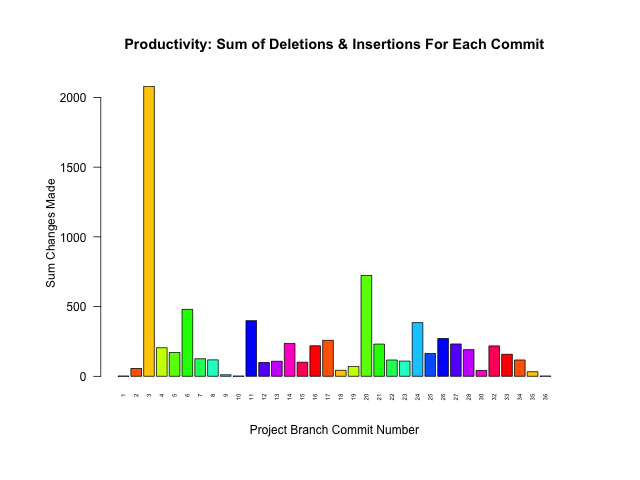 Productivity: Sum of Deletions & Insertions For Each Commit
Sum Changes Made
2000
1500
1000
500
0
1 2 3 4 5 6 7 8 9 10 11 12 13 14 15 16 17 18 19 20 21 22 23 24 25 26 27 28 30 32 33 34 35 36
Project Branch Commit Number